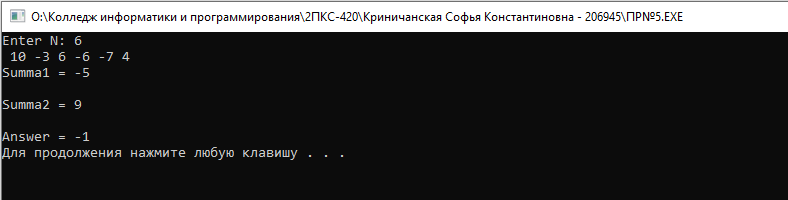 O:\Колледж информатики и программирования\2ПКС-420\Криничанская Софья Константиновна - 206945\ПР№5.EXE
Enter N: 6
10 -3 6 -6 -7 4
Summa1 = -5
Summa2 = 9
Answer = -1
Для продолжения нажмите любую клавишу . . .